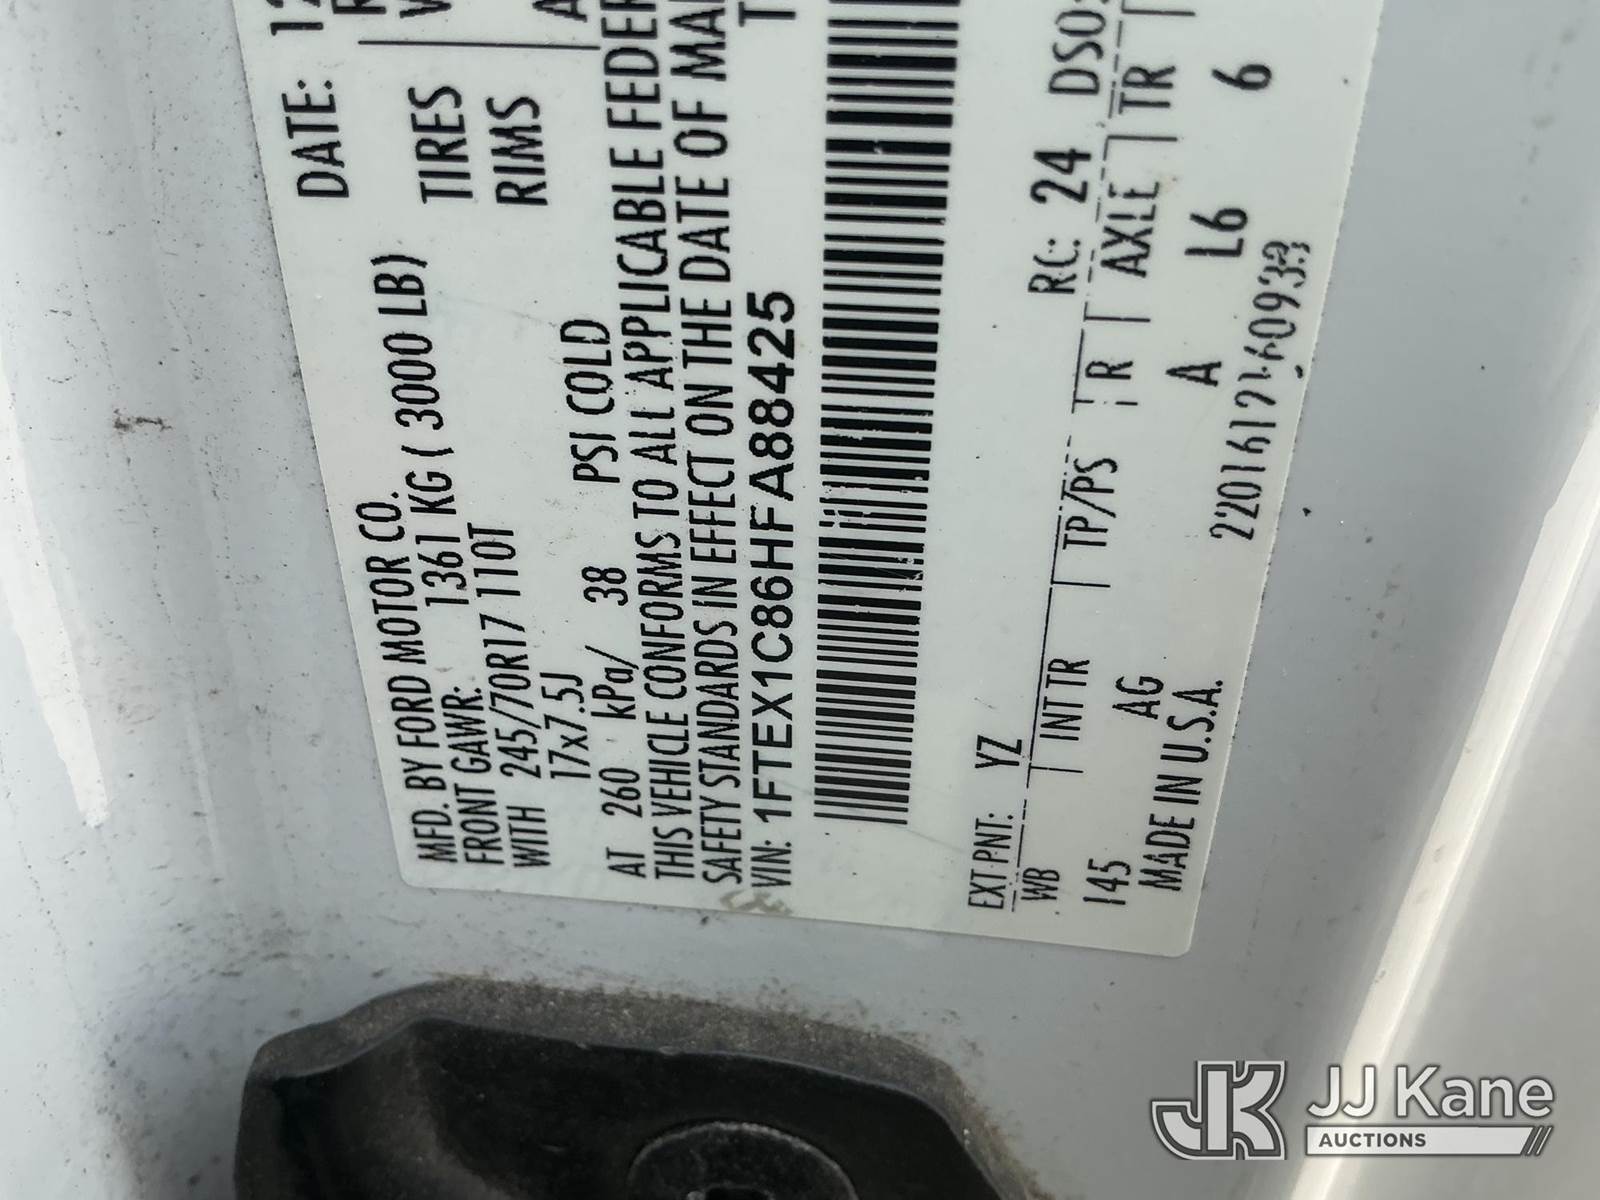 MFD. BY FORD MOTOR CO.
DATE: 12
FRONT GAWR: 1361 KG ( 3000 LB)
WITH 245/70R17 110T TIRES
17x7.5J RIMS
AT 260 kPa/ 38 PSI COLD
THIS VEHICLE CONFORMS TO ALL APPLICABLE FEDER
SAFETY STANDARDS IN EFFECT ON THE DATE OF MA
VIN: 1FTEX1C86HFA88425
EXT PNT: YZ RC: 24 DSO:
WB INT TR TP/PS R AXLE TR
145 AG A L6 6
MADE IN U.S.A.
JJ Kane
AUCTIONS